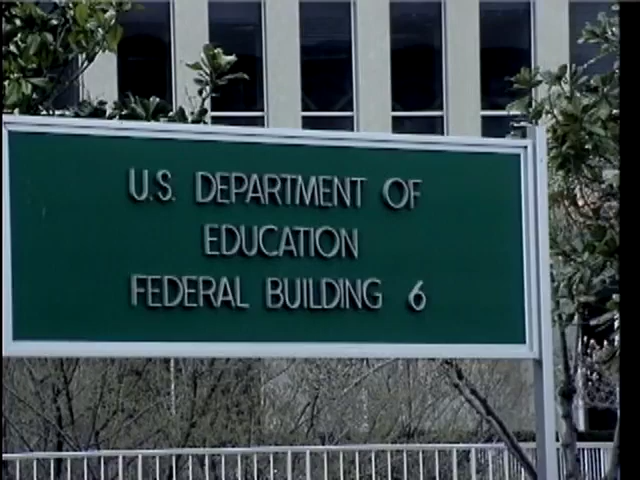 U.S. DEPARTMENT OF
EDUCATION
FEDERAL BUILDING 6